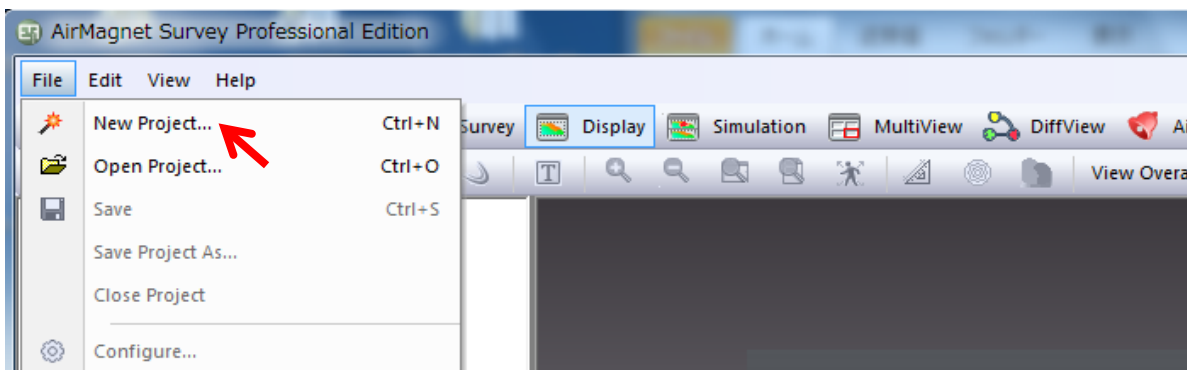 AirMagnet Survey Professional Edition
File Edit View Help
New Project... Ctrl+N
Survey Display Simulation MultiView DiffView Ai
Open Project... Ctrl+O
T View Overa
Save Ctrl+S
Save Project As...
Close Project
Configure...